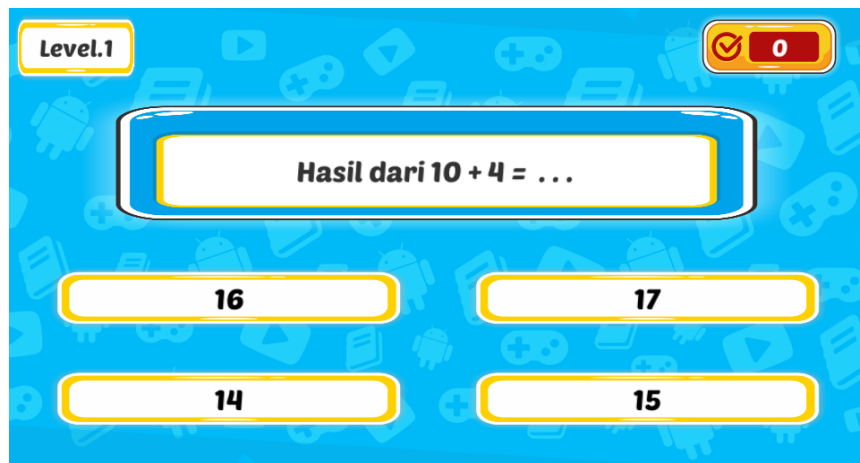 Level.1
0
Hasil dari 10 + 4 = . . .
16
17
14
15